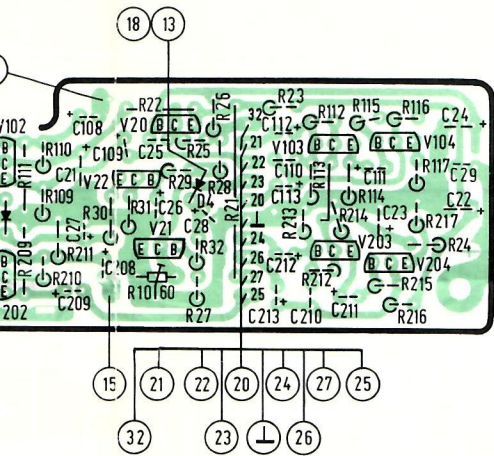 18 13
R22 R26 R23
V102 C108 V20 B C E 32 C112 R112 R115 R116 C24
R110 C109 C25 R25 21 V103 B C E B C E V104
R111 C21 V22 E C B R29 R28 22 C110 R113 C111 R117 C29
R109 23 C113 R114
R30 R31 C26 D4 R21 20 C22
C27 V21 C28 ⊥ R213 R214 C23 R217
R209 R211 E C B R32 24 V203 R24
C208 26 C212 B C E B C E V204
R210 R10160 27 R212 R215
202 C209 R27 25 C213 C210 C211 R216
15 21 22 20 24 27 25
32 23 ⊥ 26